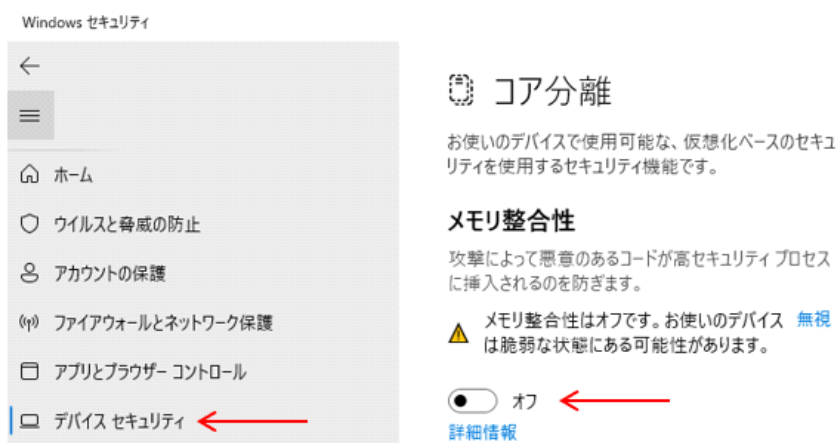 Windows セキュリティ
ホーム
ウイルスと脅威の防止
アカウントの保護
ファイアウォールとネットワーク保護
アプリとブラウザー コントロール
デバイス セキュリティ
コア分離
お使いのデバイスで使用可能な、仮想化ベースのセキュ
リティを使用するセキュリティ機能です。
メモリ整合性
攻撃によって悪意のあるコードが高セキュリティ プロセス
に挿入されるのを防ぎます。
メモリ整合性はオフです。お使いのデバイス 無視
は脆弱な状態にある可能性があります。
オフ
詳細情報